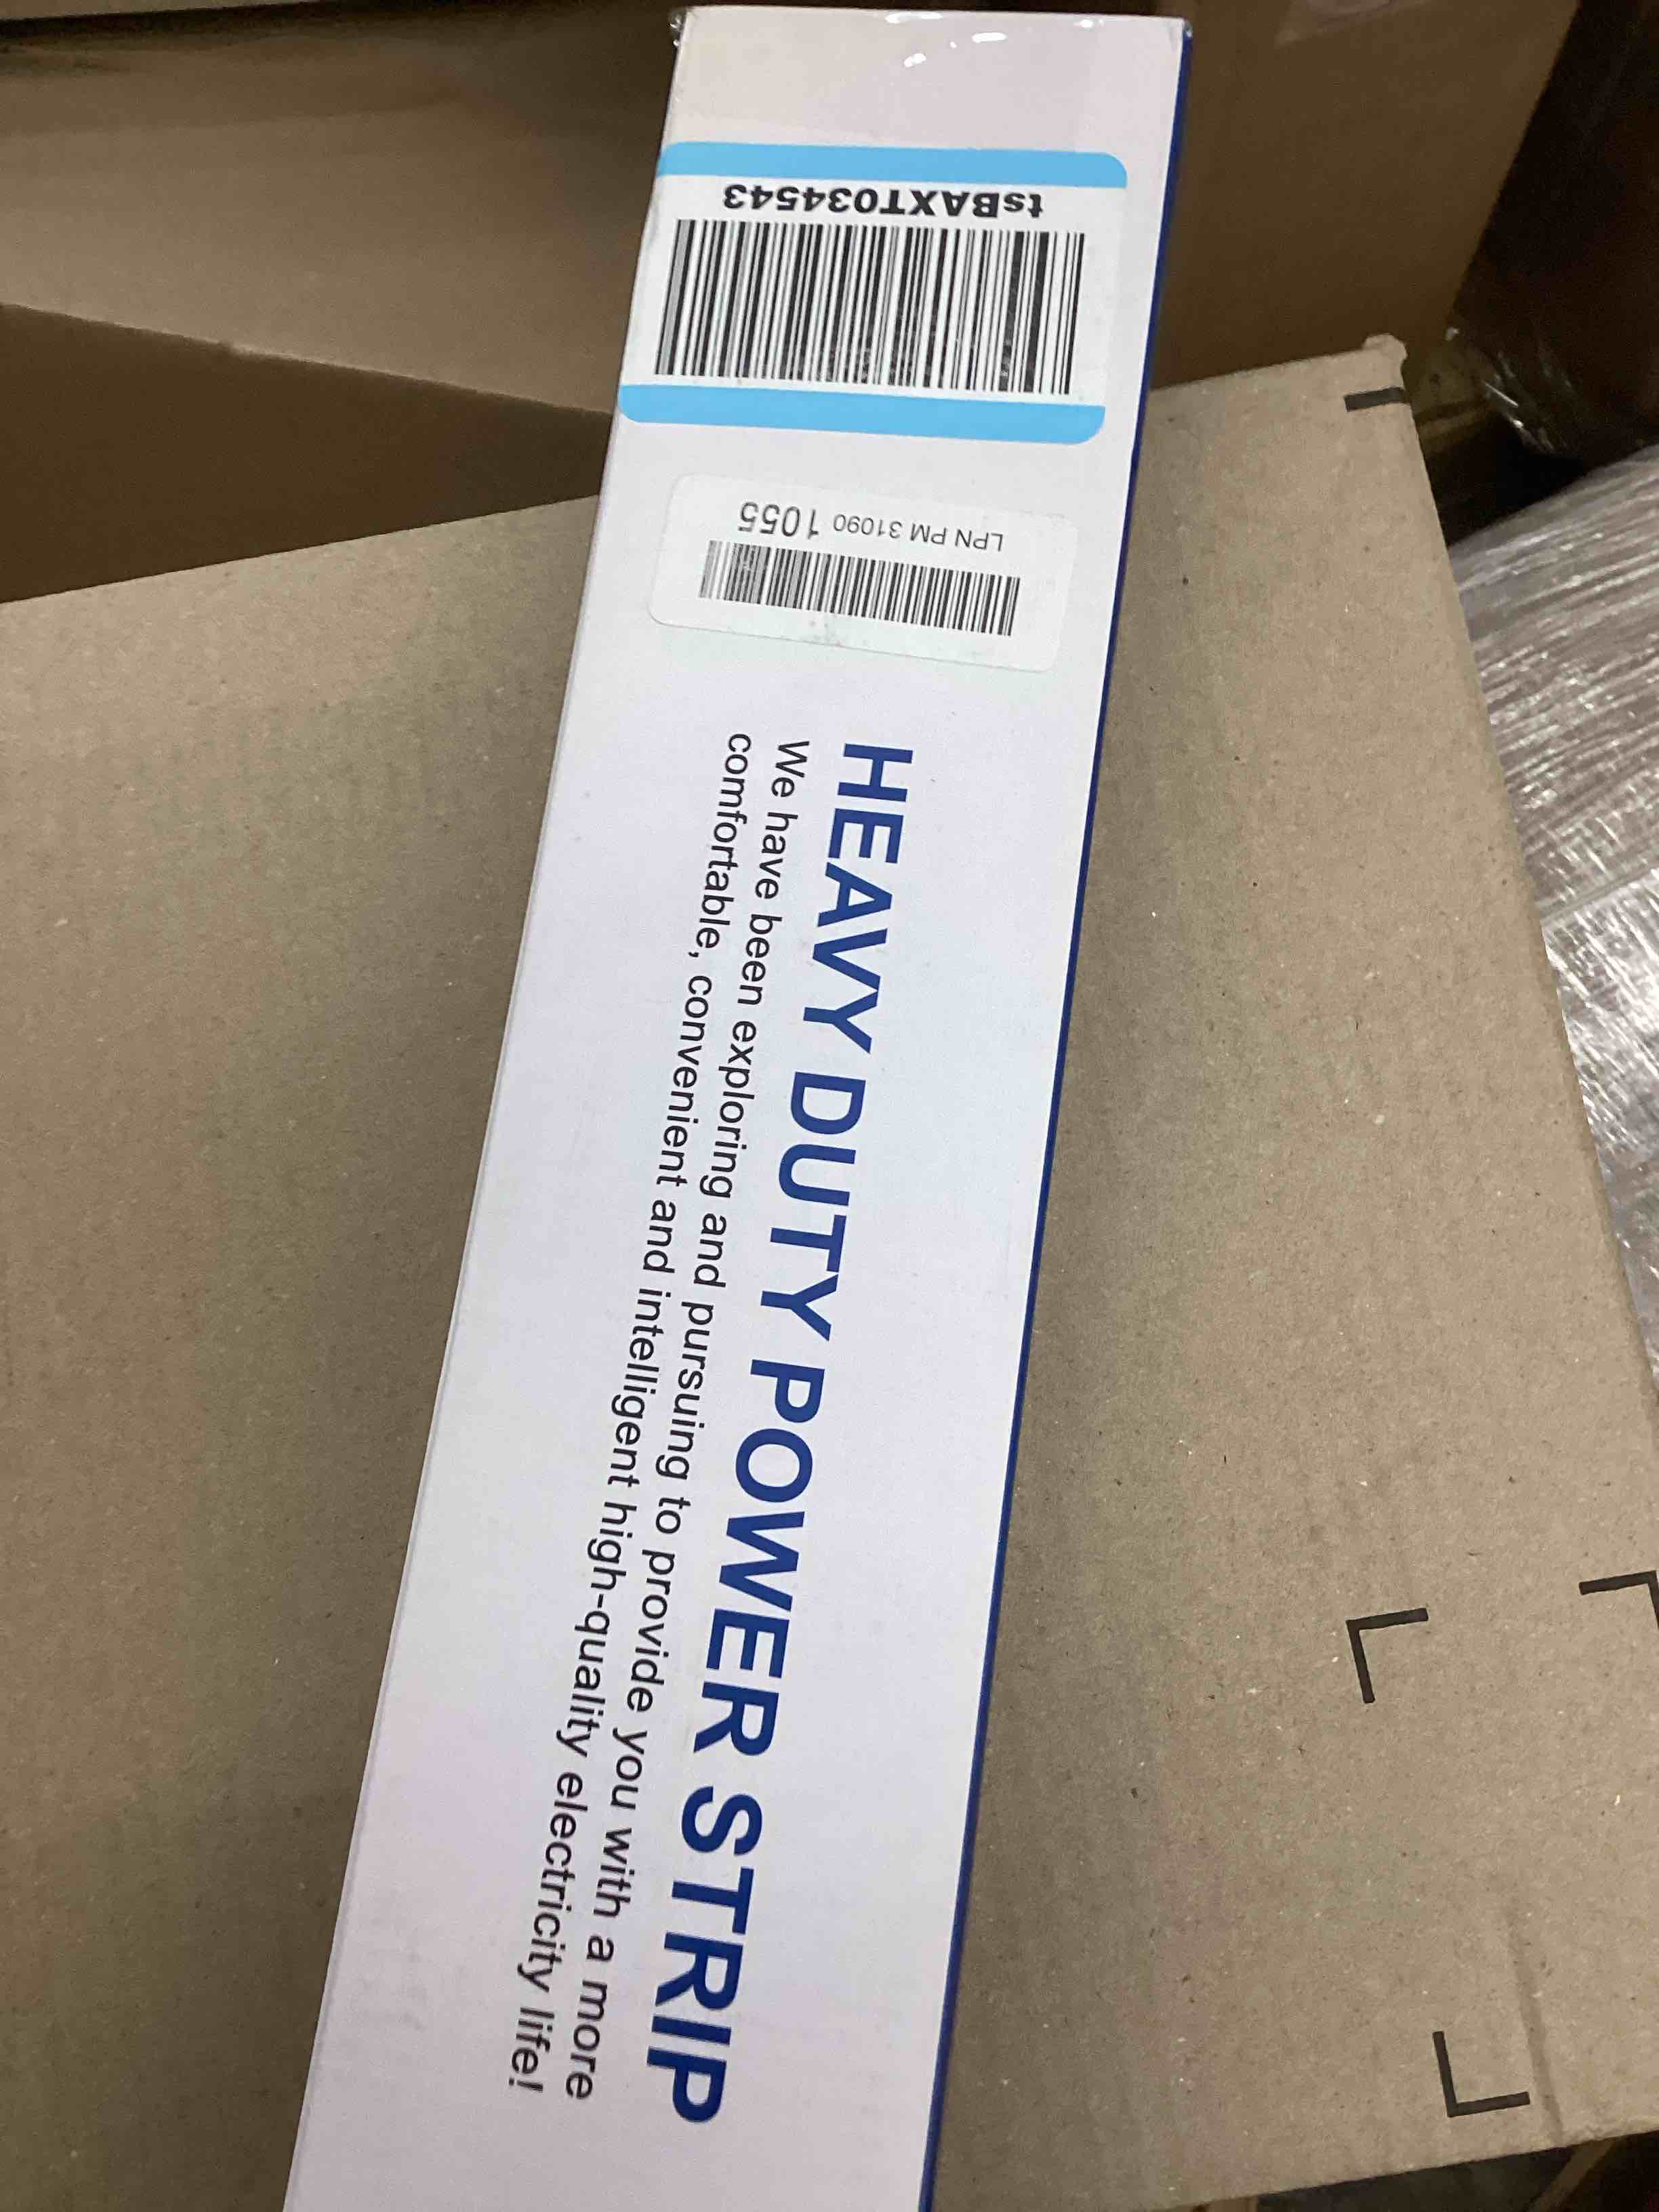 tsBAXT034543
LPN PM 31090 1055
HEAVY DUTY POWER STRIP
We have been exploring and pursuing to provide you with a more
comfortable, convenient and intelligent high-quality electricity life!